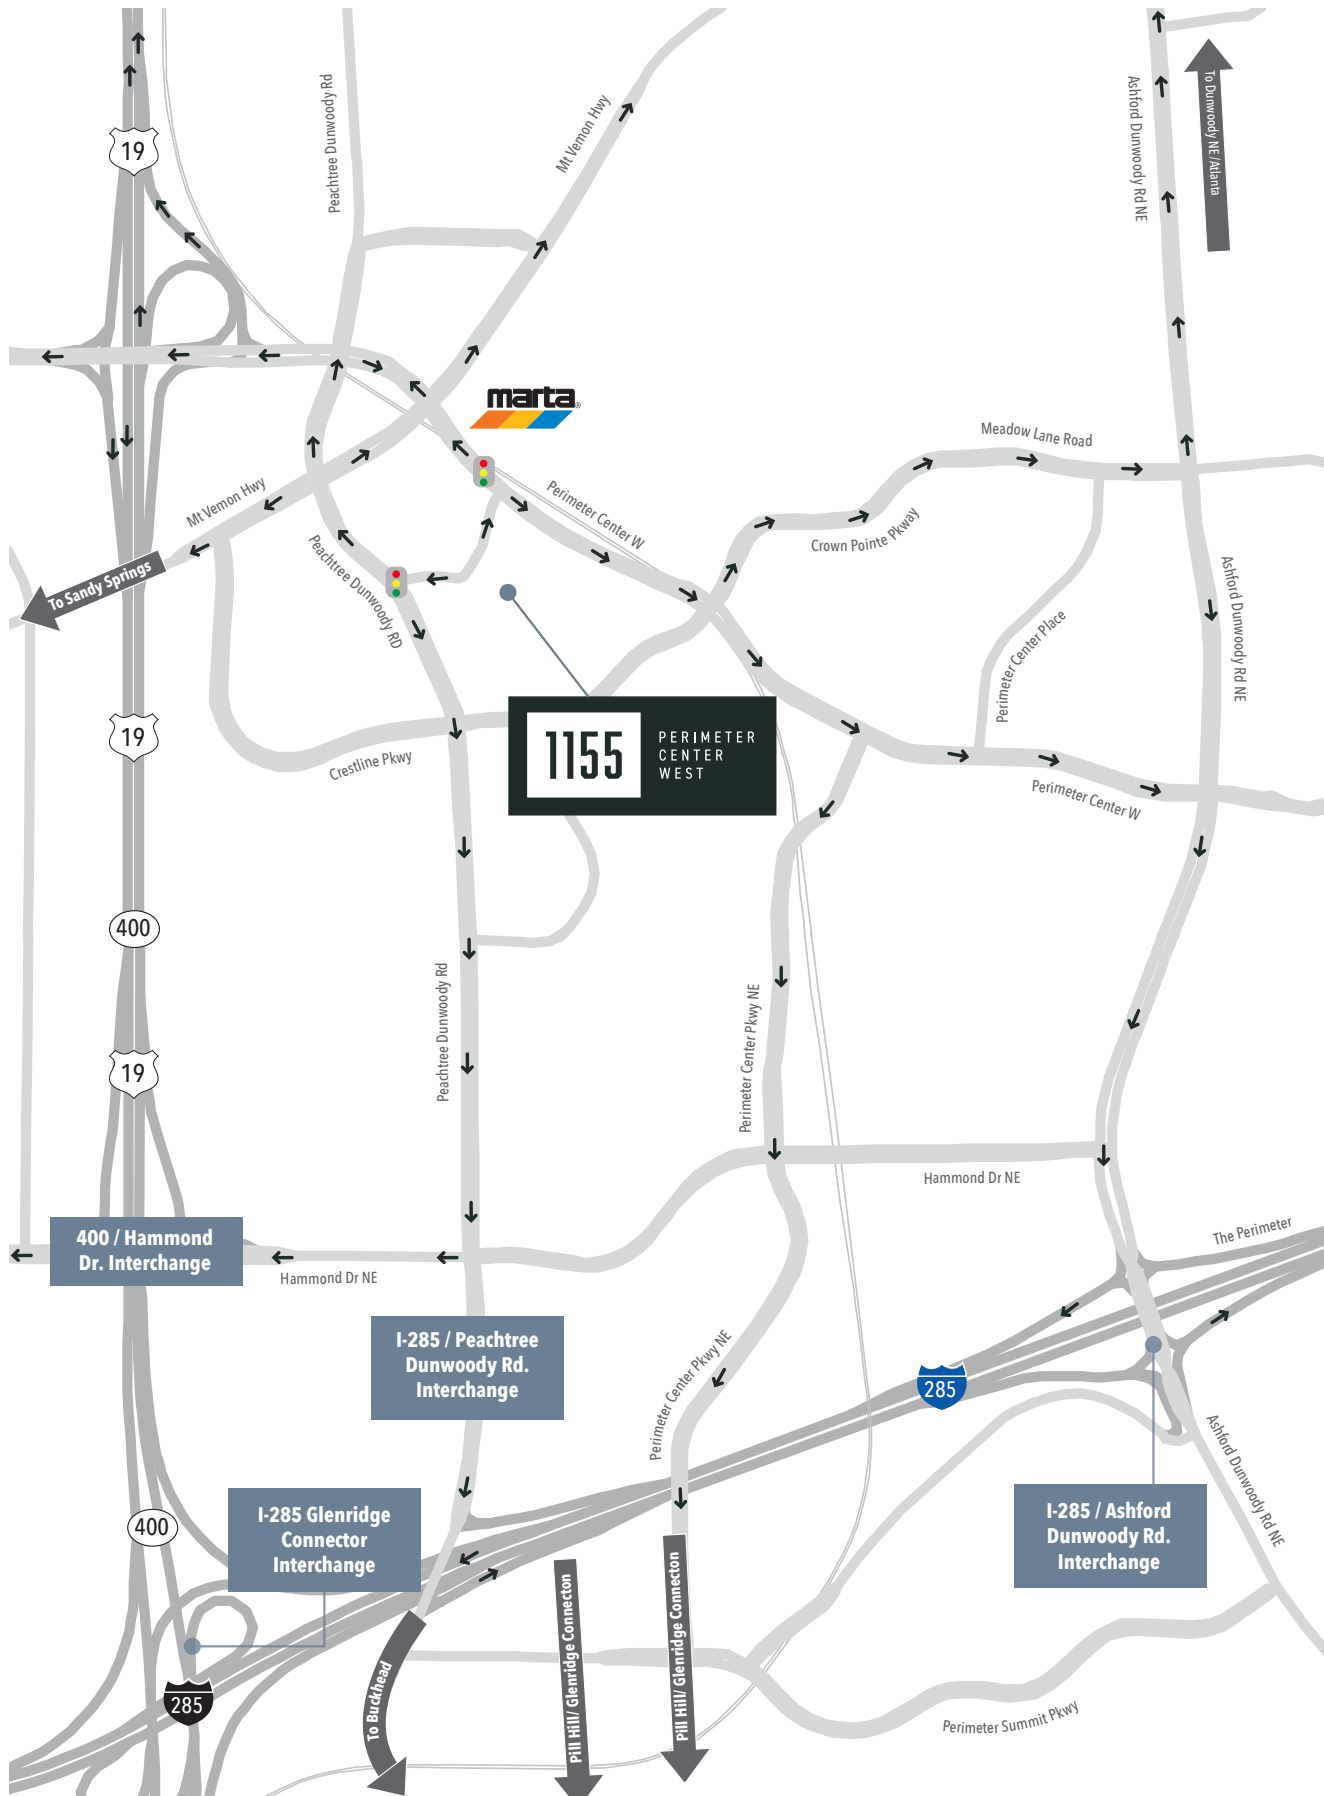 19
Peachtree Dunwoody Rd
Mt Vernon Hwy
Ashford Dunwoody Rd NE
To Dunwoody NE / Atlanta
marta
®
Meadow Lane Road
Mt Vernon Hwy
Perimeter Center W
Crown Pointe Pkway
Peachtree Dunwoody RD
To Sandy Springs
Ashford Dunwoody Rd NE
Perimeter Center Place
19
Crestline Pkwy
1155
PERIMETER
CENTER
WEST
Perimeter Center W
400
Peachtree Dunwoody Rd
Perimeter Center Pkwy NE
19
Hammond Dr NE
400 / Hammond
Dr. Interchange
Hammond Dr NE
The Perimeter
I-285 / Peachtree
Dunwoody Rd.
Interchange
Perimeter Center Pkwy NE
285
Ashford Dunwoody Rd NE
I-285 Glenridge
Connector
Interchange
400
I-285 / Ashford
Dunwoody Rd.
Interchange
285
To Buckhead
Pill Hill/ Glenridge Connecton
Pill Hill/ Glenridge Connecton
Perimeter Summit Pkwy